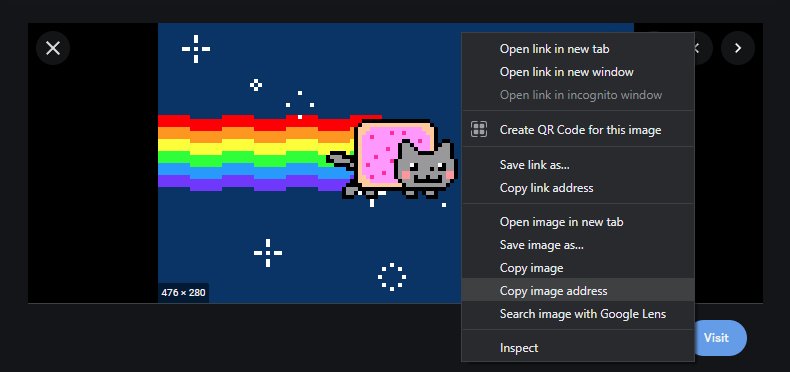 Open link in new tab
Open link in new window
Open link in incognito window
Create QR Code for this image
Save link as...
Copy link address
Open image in new tab
Save image as...
Copy image
Copy image address
Search image with Google Lens
Inspect
476 × 280
Visit